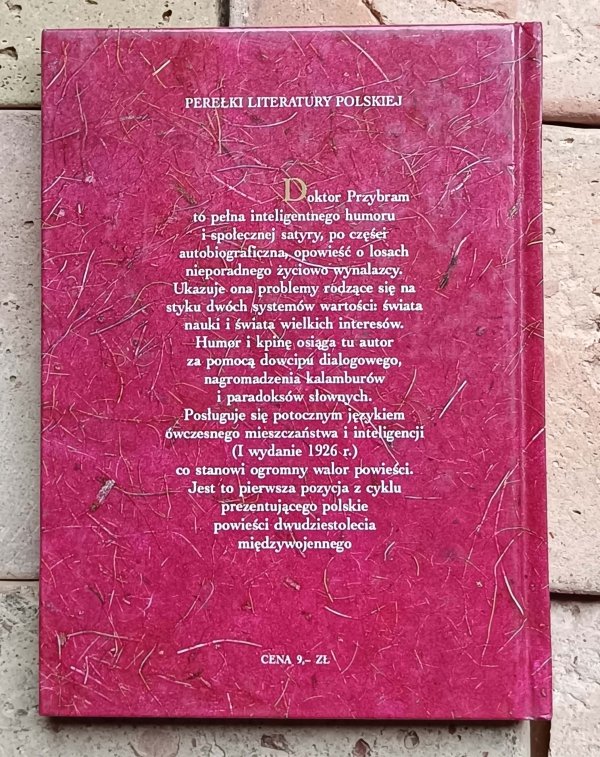 PEREŁKI LITERATURY POLSKIEJ
Doktor Przybram
to pełna inteligentnego humoru
i społecznej satyry, po części
autobiograficzna, opowieść o losach
nieporadnego życiowo wynalazcy.
Ukazuje ona problemy rodzące się na
styku dwóch systemów wartości: świata
nauki i świata wielkich interesów.
Humor i kpinę osiąga tu autor
za pomocą dowcipu dialogowego,
nagromadzenia kalamburów
i paradoksów słownych.
Posługuje się potocznym językiem
ówczesnego mieszczaństwa i inteligencji
(I wydanie 1926 r.)
co stanowi ogromny walor powieści.
Jest to pierwsza pozycja z cyklu
prezentującego polskie
powieści dwudziestolecia
międzywojennego
CENA 9,– ZŁ